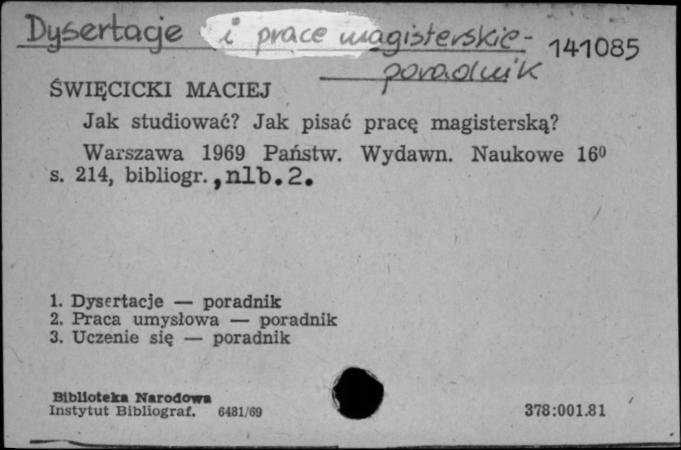 Dysertacje i prace magisterskie - 141085
poradnik
ŚWIĘCICKI MACIEJ
Jak studiować? Jak pisać pracę magisterską?
Warszawa 1969 Państw. Wydawn. Naukowe 16⁰
s. 214, bibliogr. , nlb. 2.
1. Dysertacje — poradnik
2. Praca umysłowa — poradnik
3. Uczenie się — poradnik
Biblioteka Narodowa
Instytut Bibliograf. 6481/69 378:001.81